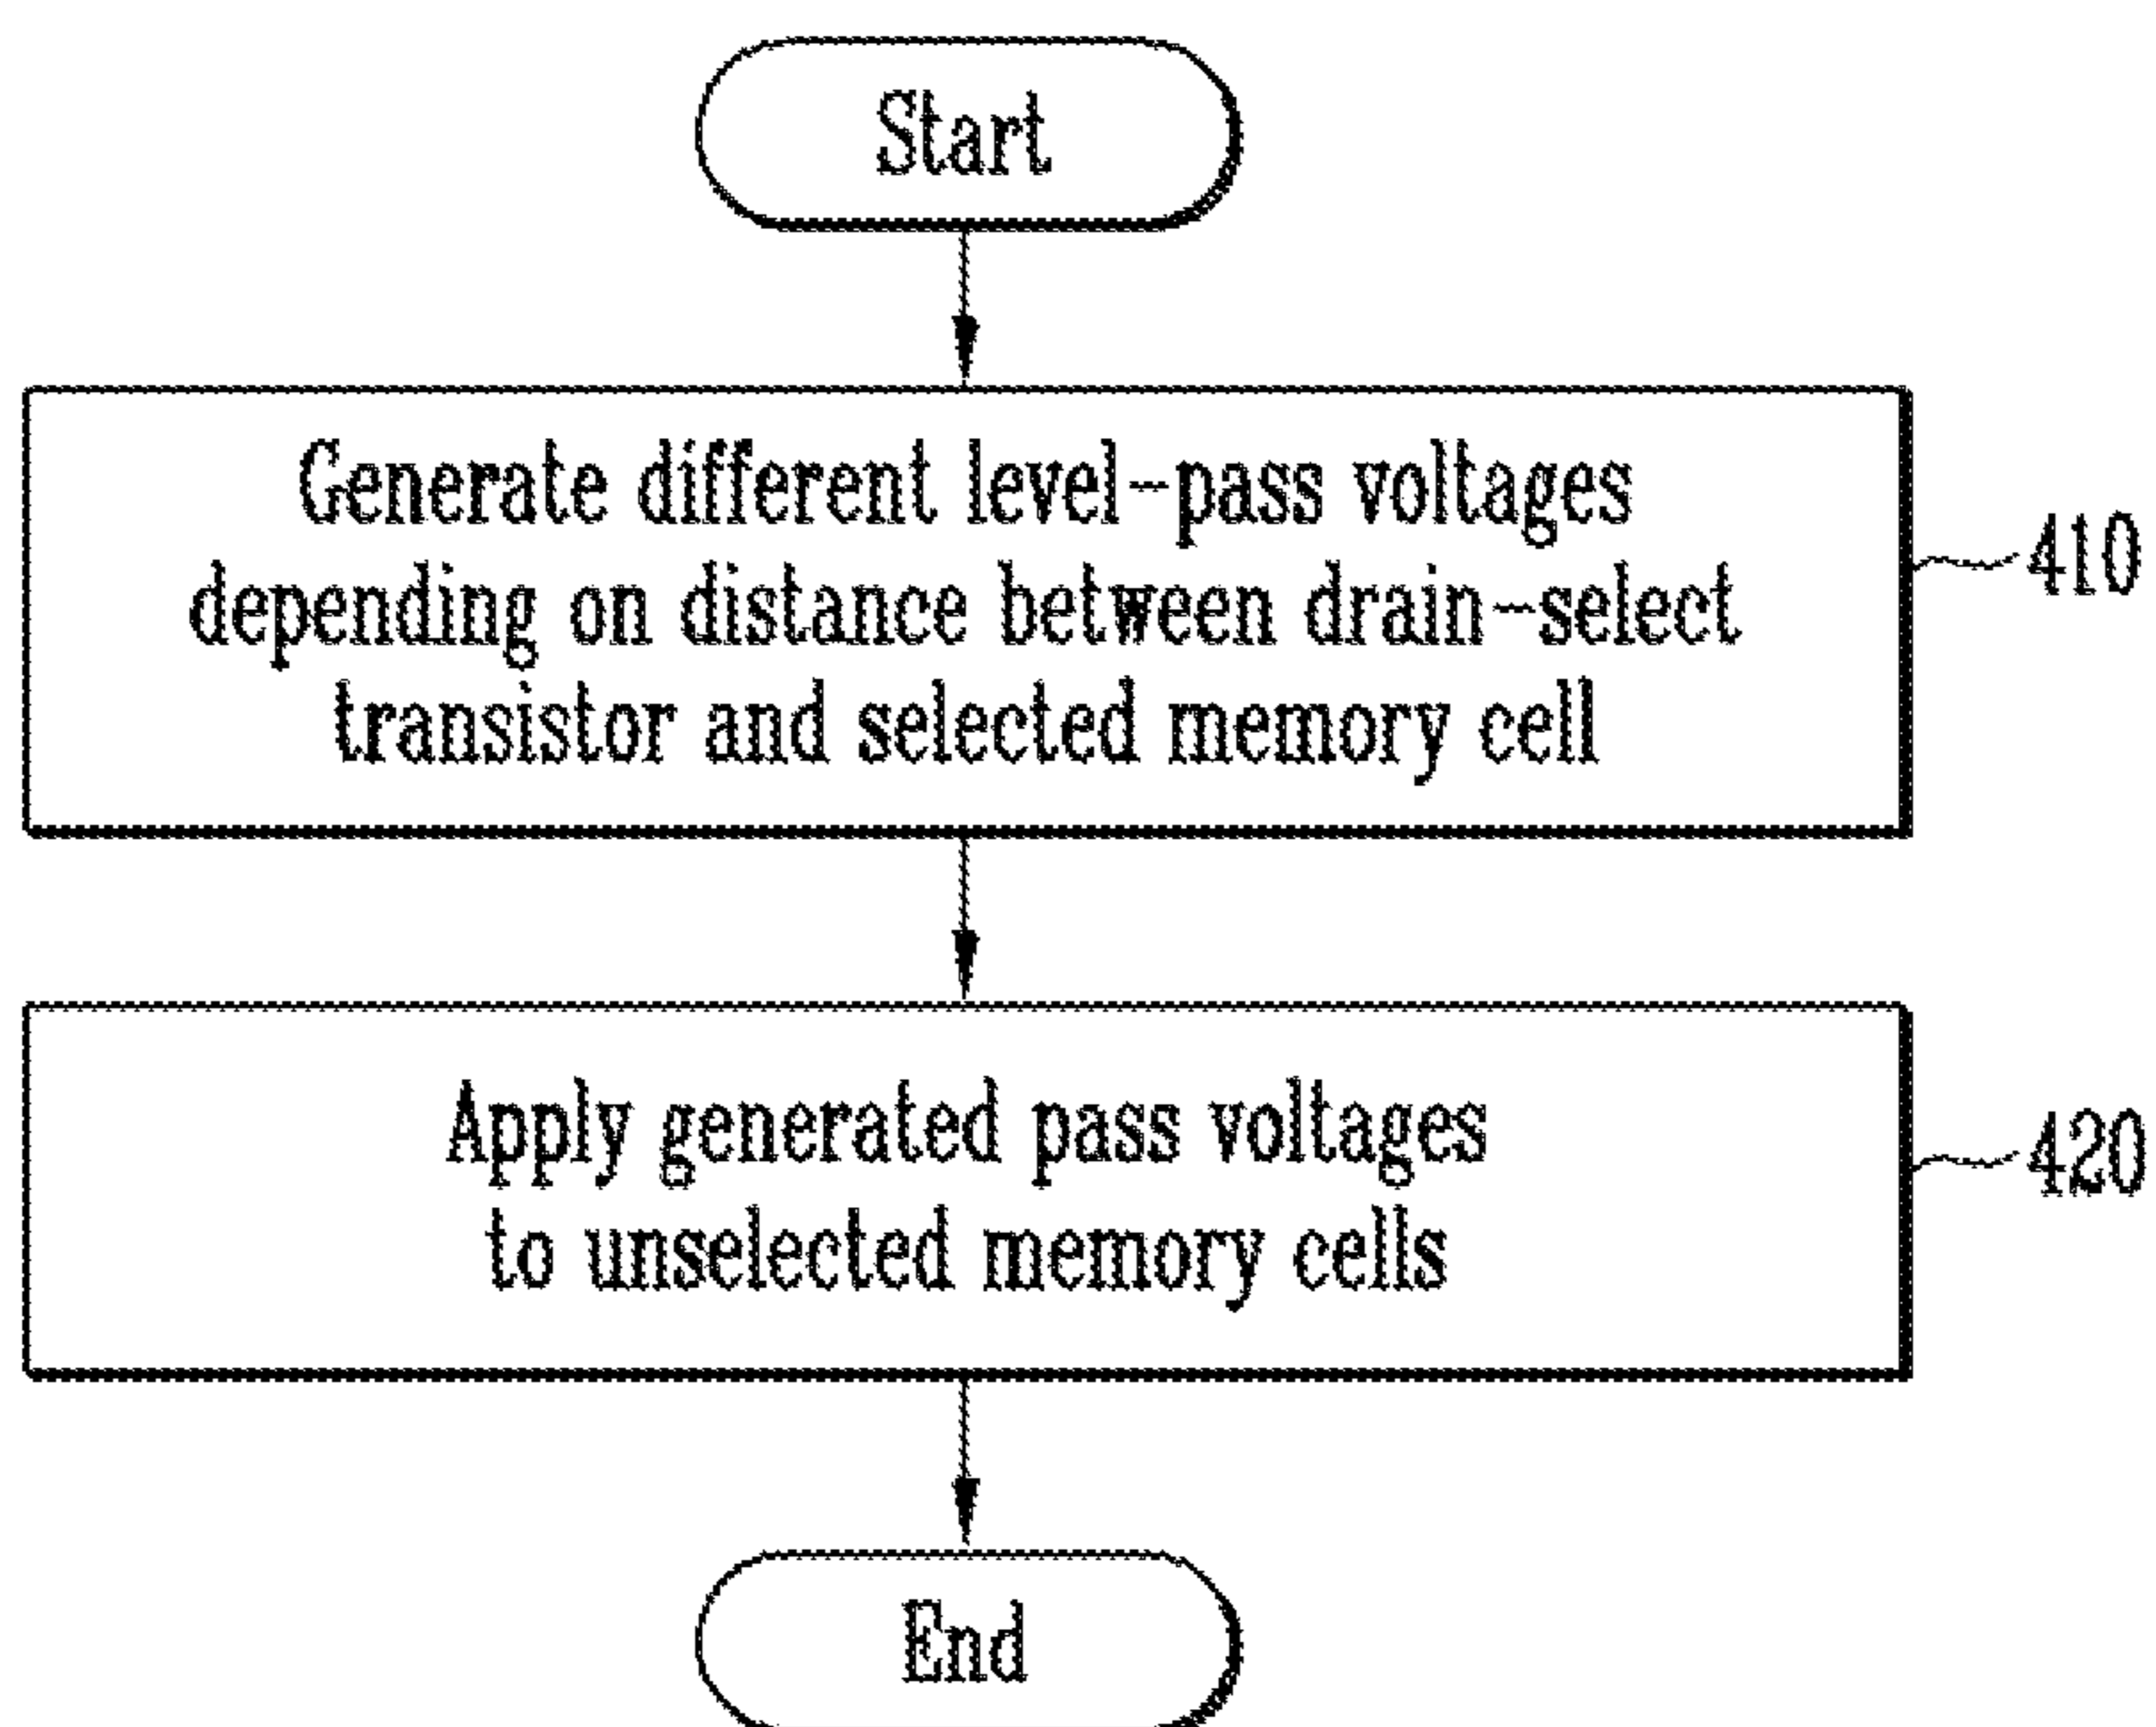 Start
Generate different level-pass voltages
depending on distance between drain-select
transistor and selected memory cell
410
Apply generated pass voltages
to unselected memory cells
420
End